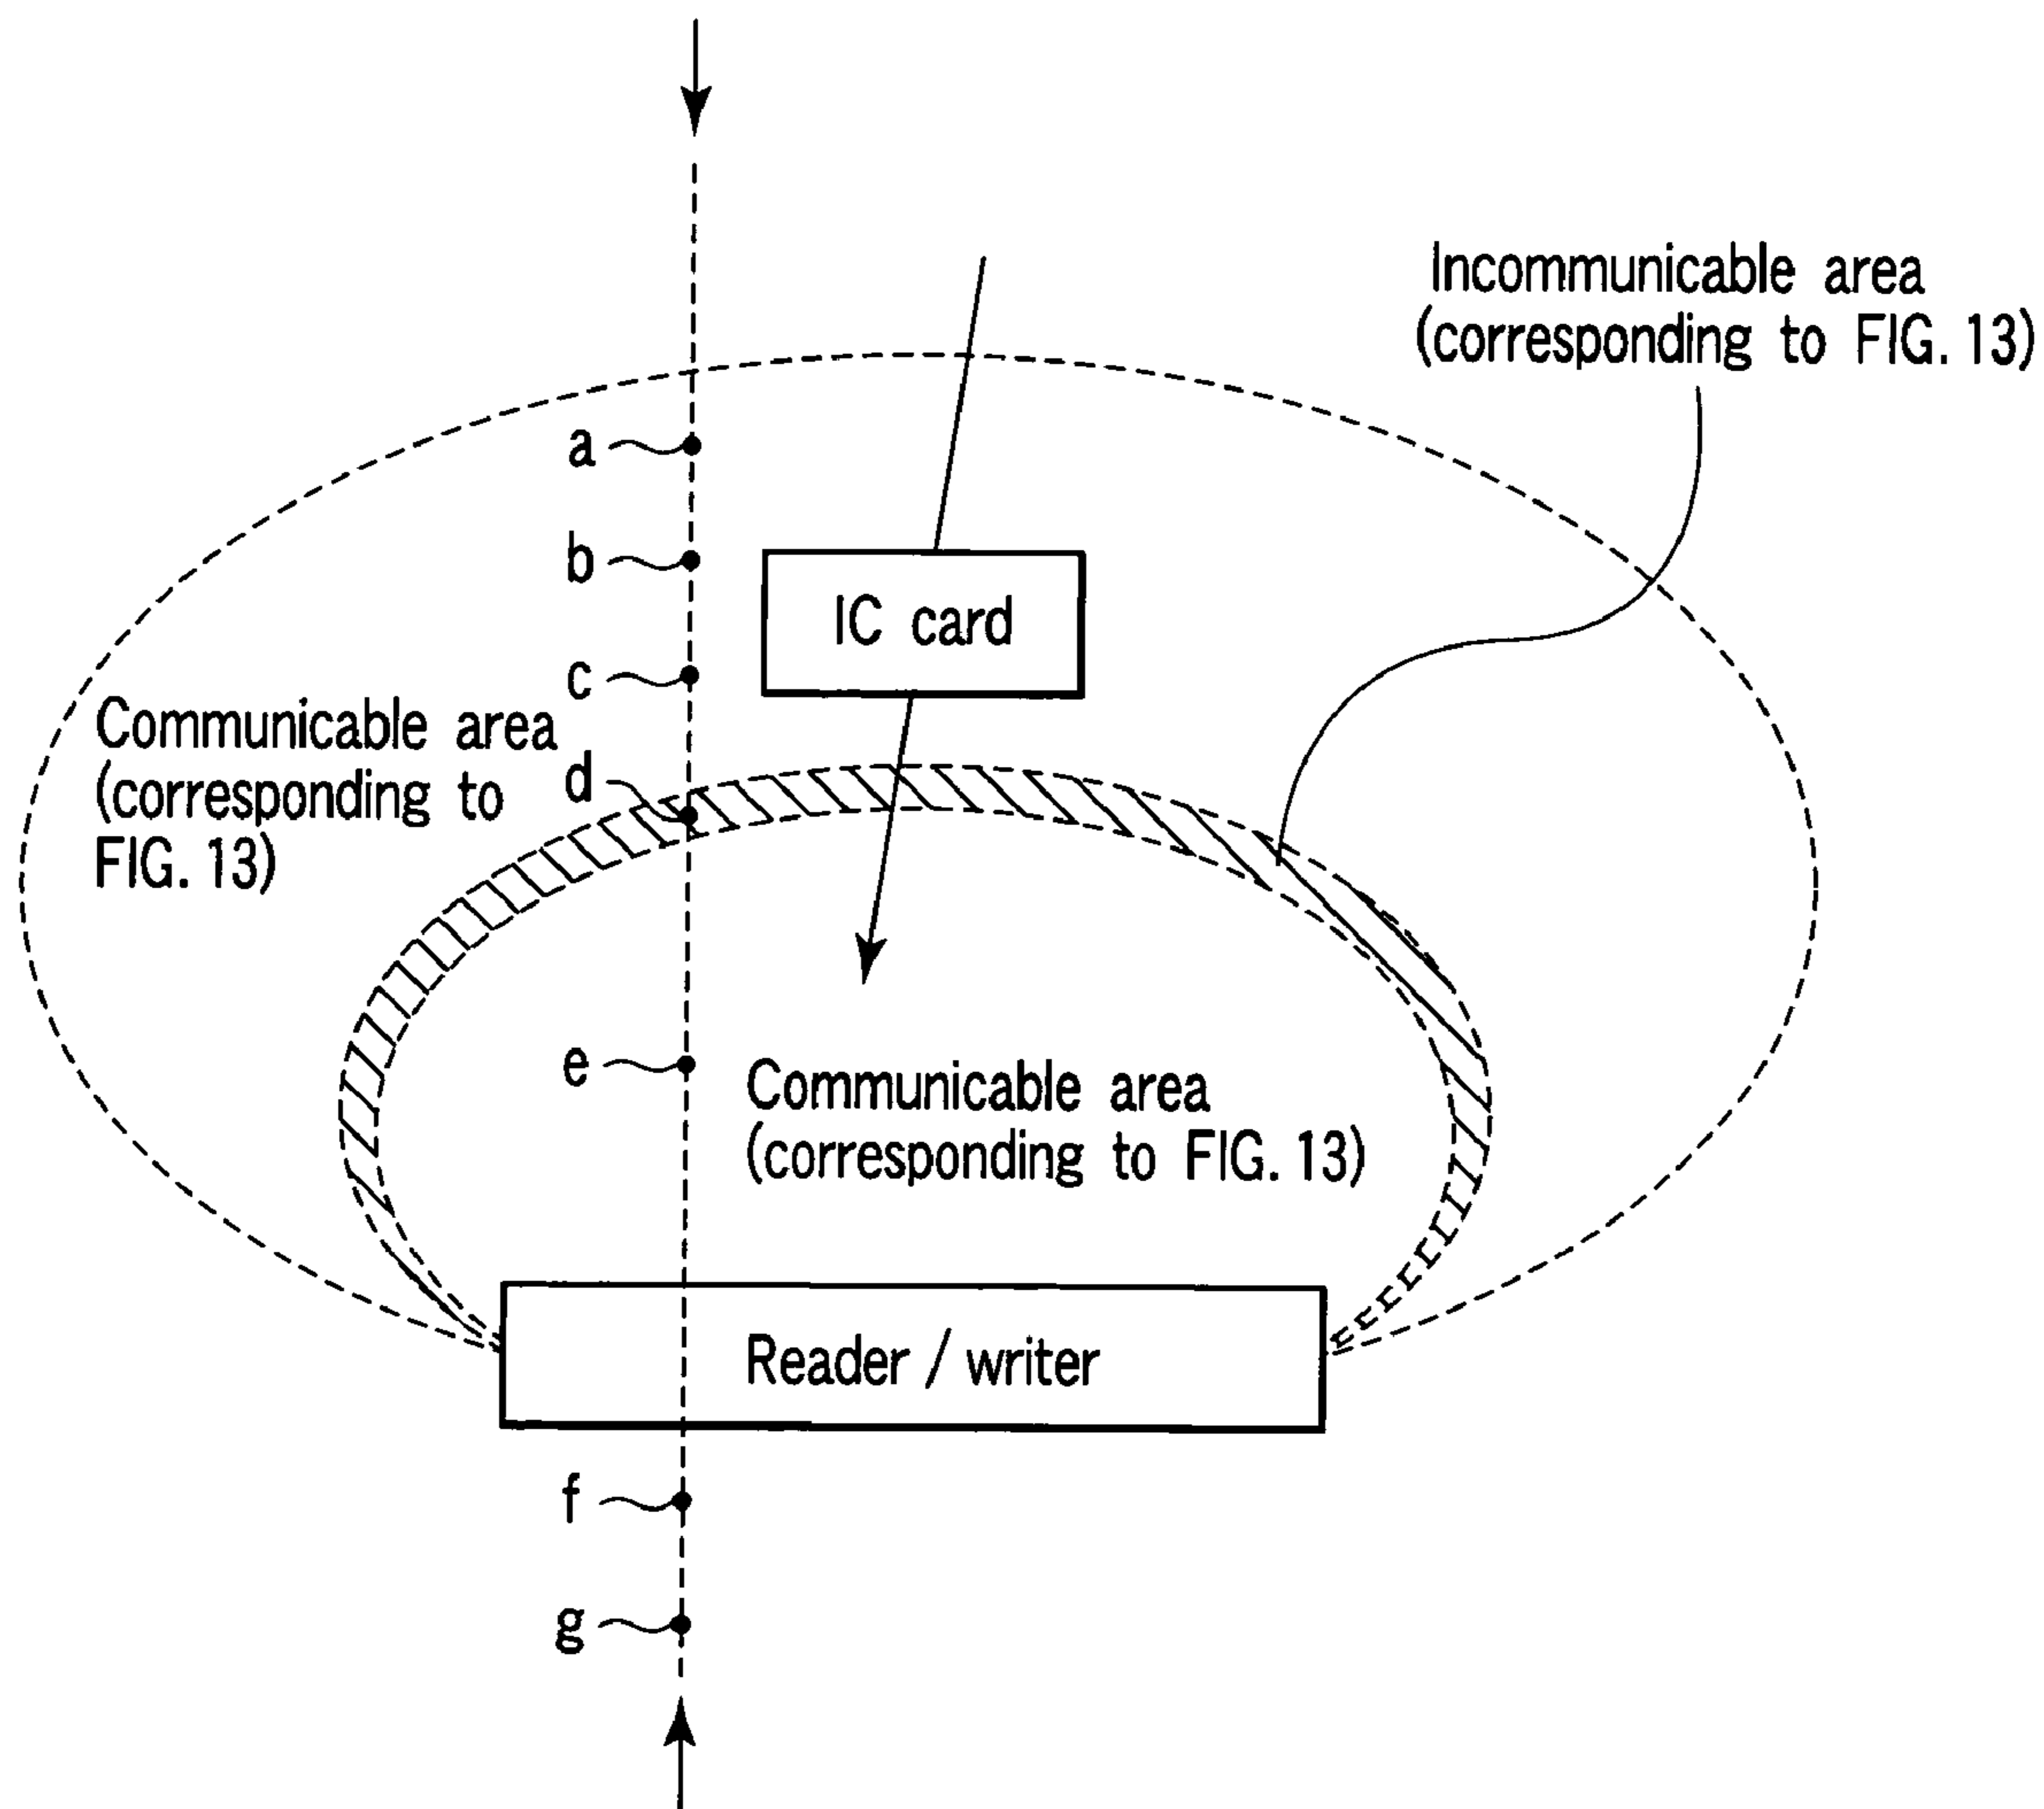 Incommunicable area
(corresponding to FIG. 13)
a
b
IC card
c
Communicable area
(corresponding to
FIG. 13)
d
e
Communicable area
(corresponding to FIG. 13)
Reader / writer
f
g